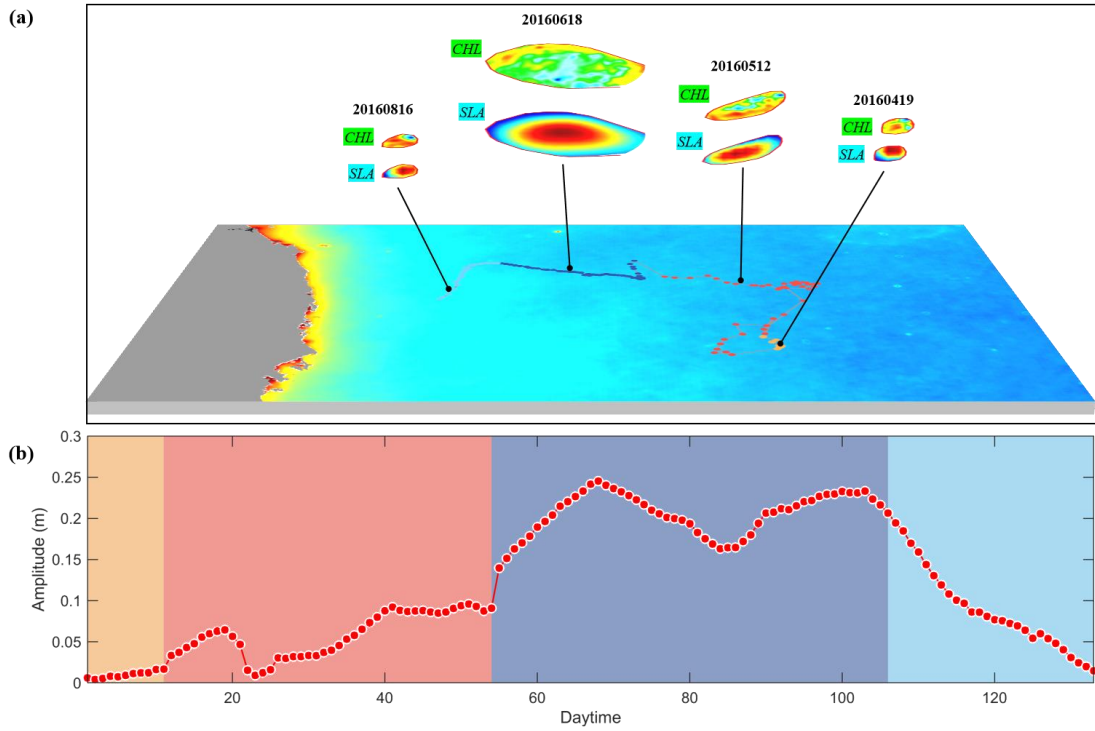 (a)
20160618
CHL
SLA
20160512
CHL
SLA
20160419
CHL
SLA
20160816
CHL
SLA
(b)
Amplitude (m)
0.3
0.25
0.2
0.15
0.1
0.05
0
20 40 60 80 100 120
Daytime